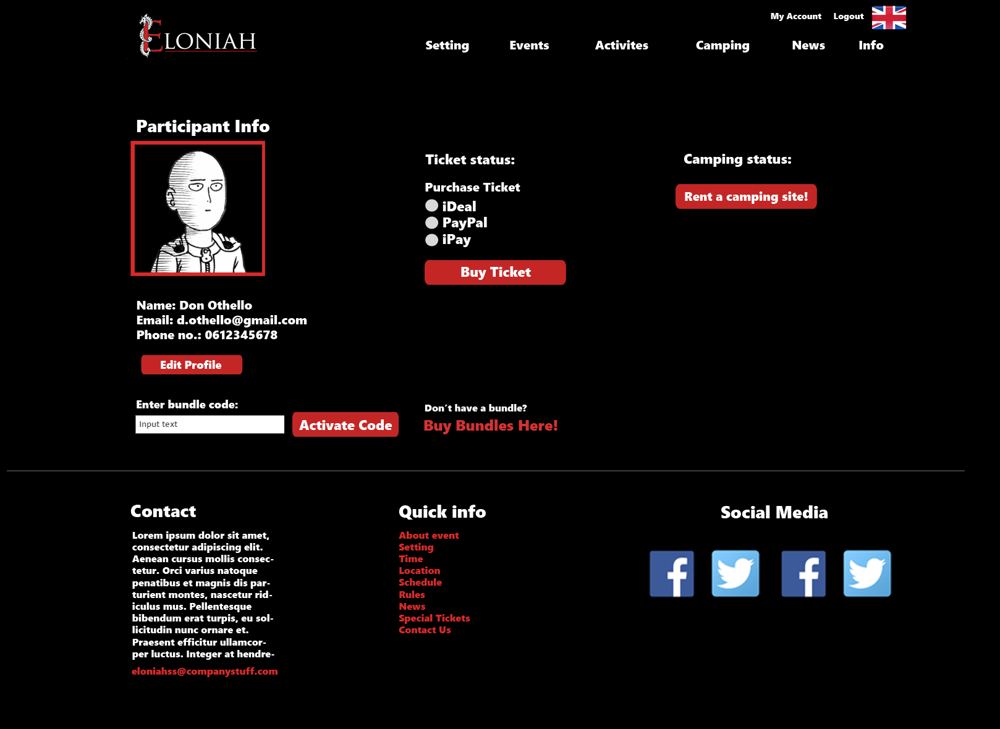 My Account Logout
ELONIAH
Setting Events Activites Camping News Info
Participant Info
Ticket status:
Purchase Ticket
iDeal
PayPal
iPay
Buy Ticket
Camping status:
Rent a camping site!
Name: Don Othello
Email: d.othello@gmail.com
Phone no.: 0612345678
Edit Profile
Enter bundle code:
Input text
Activate Code
Don´t have a bundle?
Buy Bundles Here!
Contact
Lorem ipsum dolor sit amet,
consectetur adipiscing elit.
Aenean cursus mollis consec-
tetur. Orci varius natoque
penatibus et magnis dis par-
turient montes, nascetur rid-
iculus mus. Pellentesque
bibendum erat turpis, eu sol-
licitudin nunc ornare et.
Praesent efficitur ullamcor-
per luctus. Integer at hendre-
eloniahss@companystuff.com
Quick info
About event
Setting
Time
Location
Schedule
Rules
News
Special Tickets
Contact Us
Social Media